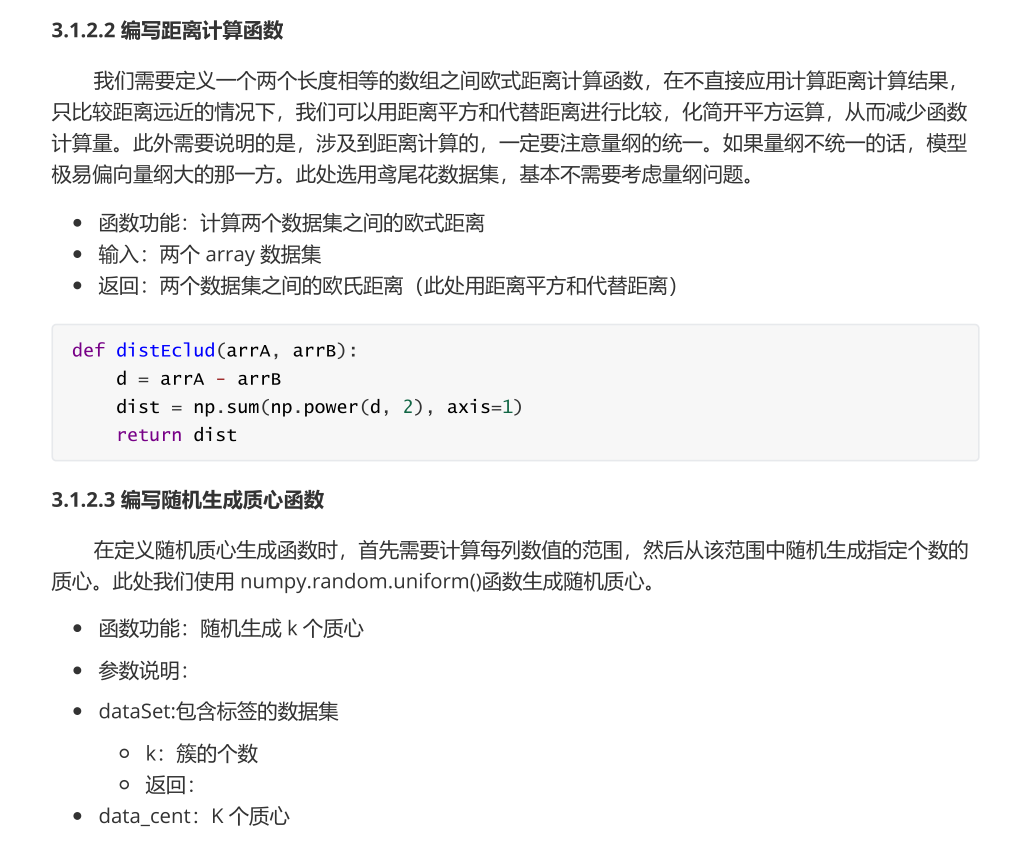 3.1.2.2 编写距离计算函数
我们需要定义一个两个长度相等的数组之间欧式距离计算函数，在不直接应用计算距离计算结果，
只比较距离远近的情况下，我们可以用距离平方和代替距离进行比较，化简开平方运算，从而减少函数
计算量。此外需要说明的是，涉及到距离计算的，一定要注意量纲的统一。如果量纲不统一的话，模型
极易偏向量纲大的那一方。此处选用鸢尾花数据集，基本不需要考虑量纲问题。
• 函数功能：计算两个数据集之间的欧式距离
• 输入：两个 array 数据集
• 返回：两个数据集之间的欧氏距离（此处用距离平方和代替距离）
def distEclud(arrA, arrB):
    d = arrA - arrB
    dist = np.sum(np.power(d, 2), axis=1)
    return dist
3.1.2.3 编写随机生成质心函数
在定义随机质心生成函数时，首先需要计算每列数值的范围，然后从该范围中随机生成指定个数的
质心。此处我们使用 numpy.random.uniform()函数生成随机质心。
• 函数功能：随机生成 k 个质心
• 参数说明：
• dataSet:包含标签的数据集
○ k：簇的个数
○ 返回：
• data_cent：K 个质心